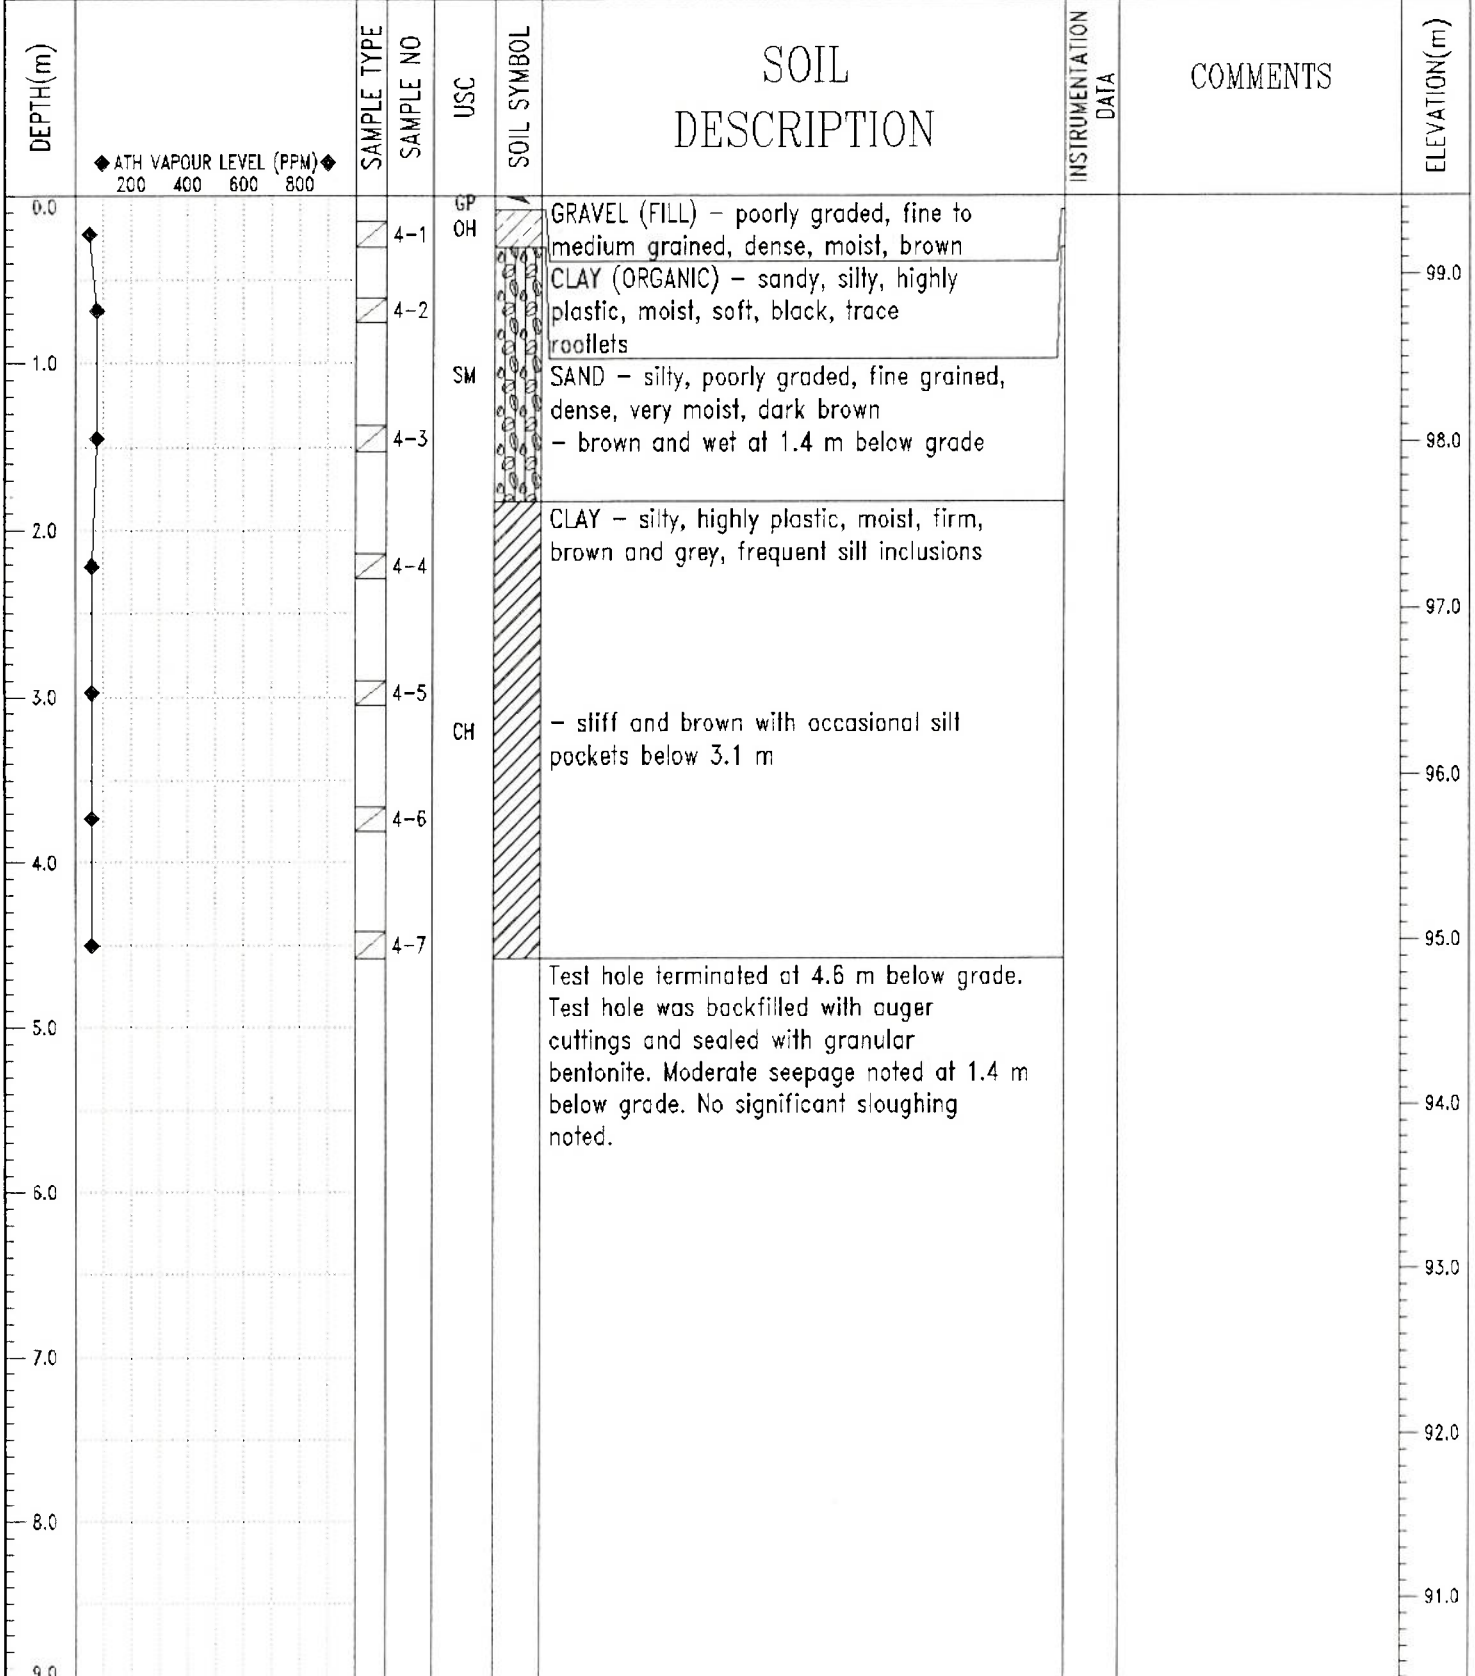 DEPTH(m)
◆ ATH VAPOUR LEVEL (PPM) ◆
200 400 600 800
SAMPLE TYPE
SAMPLE NO
USC
SOIL SYMBOL
SOIL
DESCRIPTION
INSTRUMENTATION
DATA
COMMENTS
ELEVATION(m)
0.0
1.0
2.0
3.0
4.0
5.0
6.0
7.0
8.0
9.0
4-1
4-2
4-3
4-4
4-5
4-6
4-7
GP
OH
SM
CH
GRAVEL (FILL) - poorly graded, fine to
medium grained, dense, moist, brown
CLAY (ORGANIC) - sandy, silty, highly
plastic, moist, soft, black, trace
rootlets
SAND - silty, poorly graded, fine grained,
dense, very moist, dark brown
- brown and wet at 1.4 m below grade
CLAY - silty, highly plastic, moist, firm,
brown and grey, frequent silt inclusions
- stiff and brown with occasional silt
pockets below 3.1 m
Test hole terminated at 4.6 m below grade.
Test hole was backfilled with auger
cuttings and sealed with granular
bentonite. Moderate seepage noted at 1.4 m
below grade. No significant sloughing
noted.
99.0
98.0
97.0
96.0
95.0
94.0
93.0
92.0
91.0